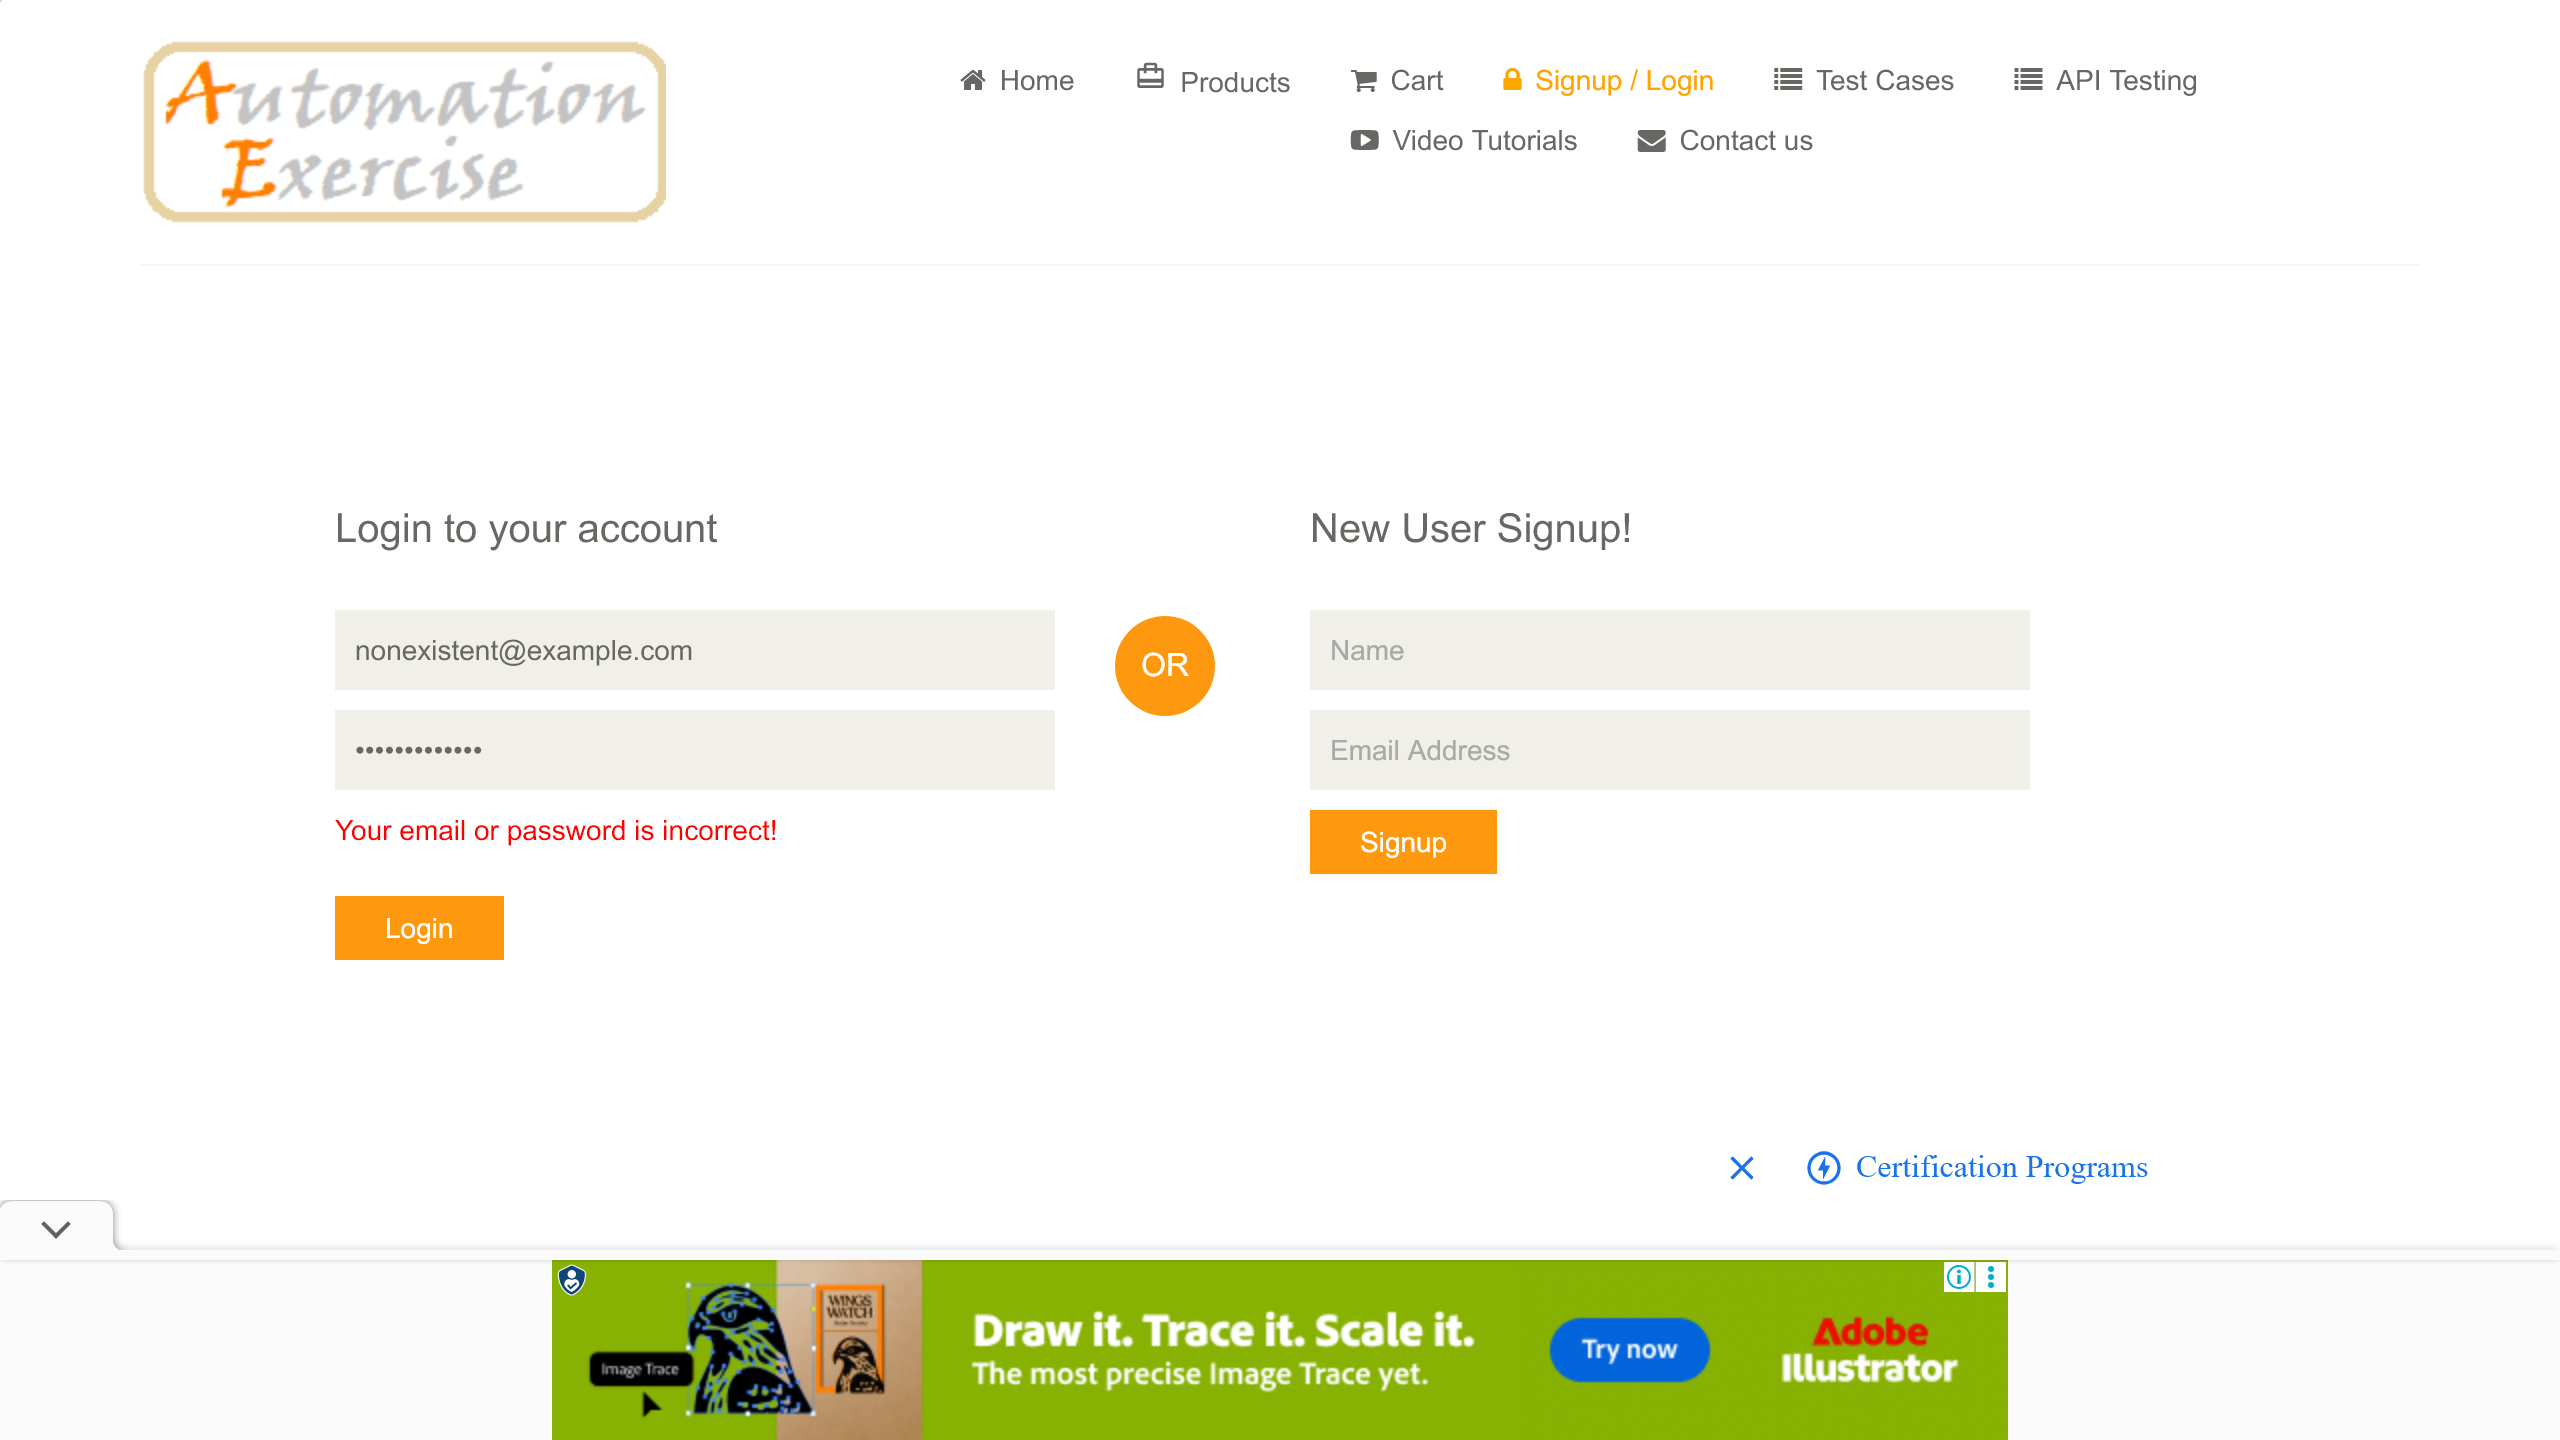 Automation
Exercise
Home
Products
Cart
Signup / Login
Test Cases
API Testing
Video Tutorials
Contact us
Login to your account
nonexistent@example.com
•••••••••••••
Your email or password is incorrect!
Login
OR
New User Signup!
Name
Email Address
Signup
Certification Programs
Image Trace
WINGS
WATCH
Draw it. Trace it. Scale it.
The most precise Image Trace yet.
Try now
Adobe
Illustrator